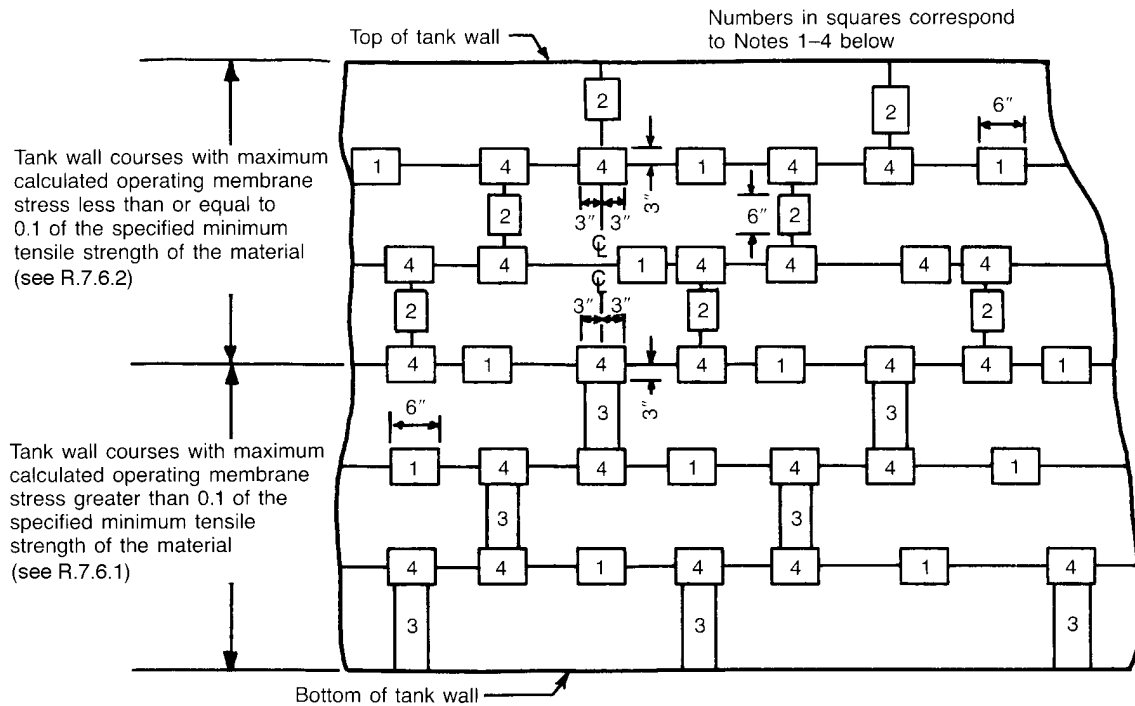 Numbers in squares correspond
to Notes 1–4 below
Top of tank wall
2
2
6″
Tank wall courses with maximum
calculated operating membrane
stress less than or equal to
0.1 of the specified minimum
tensile strength of the material
(see R.7.6.2)
1 4 4 1 4 4 1
3″
3″ 3″
2 6″ 2
℄
4 4 1 4 4 4 4
℄
2 3″ 3″ 2 2
4 1 4 4 1 4 4 1
3″
6″
3 3
Tank wall courses with maximum
calculated operating membrane
stress greater than 0.1 of the
specified minimum tensile
strength of the material
(see R.7.6.1)
1 4 4 1 4 4 1
3 3
4 4 1 4 4 1 4
3 3 3
Bottom of tank wall